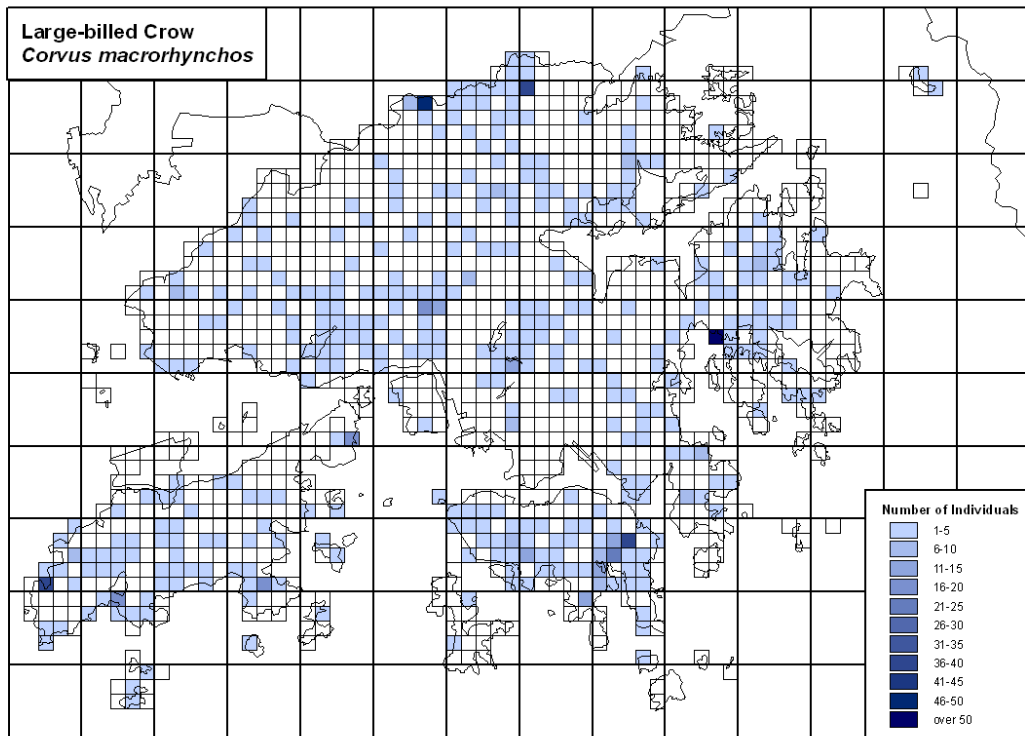 Large-billed Crow
Corvus macrorhynchos
Number of Individuals
1-5
6-10
11-15
16-20
21-25
26-30
31-35
36-40
41-45
46-50
over 50